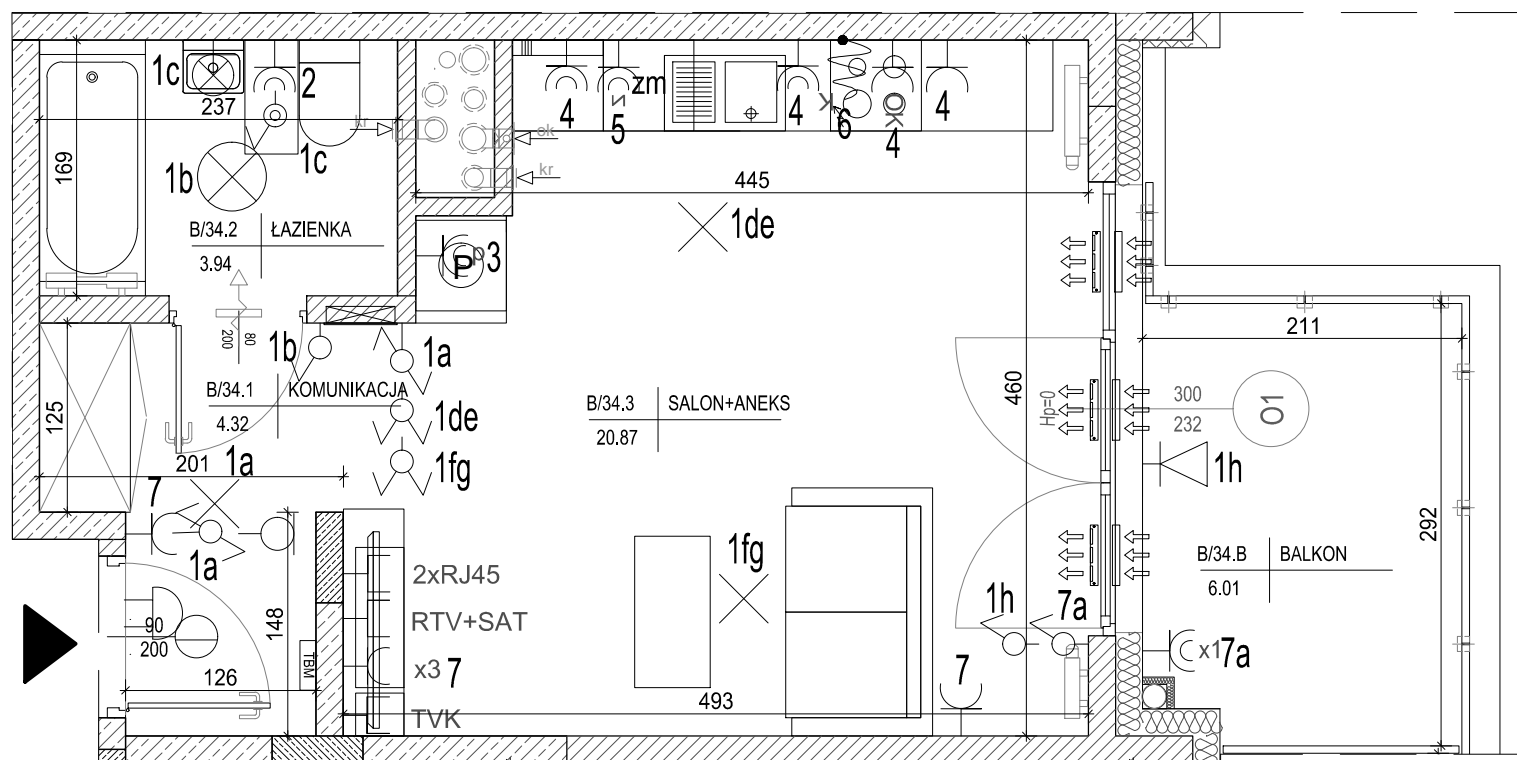 1c
237
2
1c
169
1b
B/34.2 ŁAZIENKA
3.94
kr
ok
kr
4
5
zm
4
K
6
OK
4
4
445
1de
P
p3
80
200
1b
1a
B/34.1 KOMUNIKACJA
4.32
1de
1fg
125
201
1a
7
1a
B/34.3 SALON+ANEKS
20.87
460
Hp=0
300
232
O1
211
1h
292
B/34.B BALKON
6.01
90
200
126
148
TBM
2xRJ45
RTV+SAT
x3 7
TVK
1fg
493
7
1h
7a
x1 7a